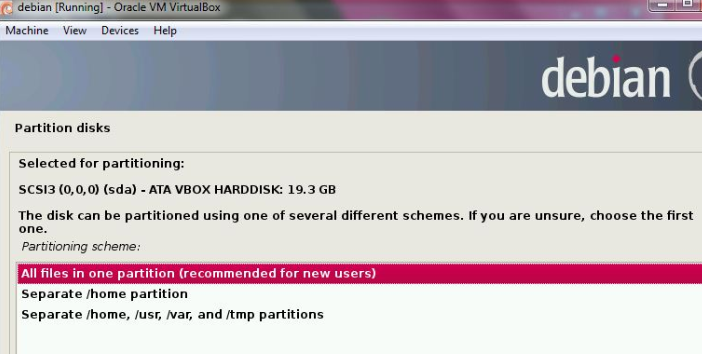 debian [Running] - Oracle VM VirtualBox
Machine View Devices Help
debian
Partition disks
Selected for partitioning:
SCSI3 (0,0,0) (sda) - ATA VBOX HARDDISK: 19.3 GB
The disk can be partitioned using one of several different schemes. If you are unsure, choose the first
one.
Partitioning scheme:
All files in one partition (recommended for new users)
Separate /home partition
Separate /home, /usr, /var, and /tmp partitions